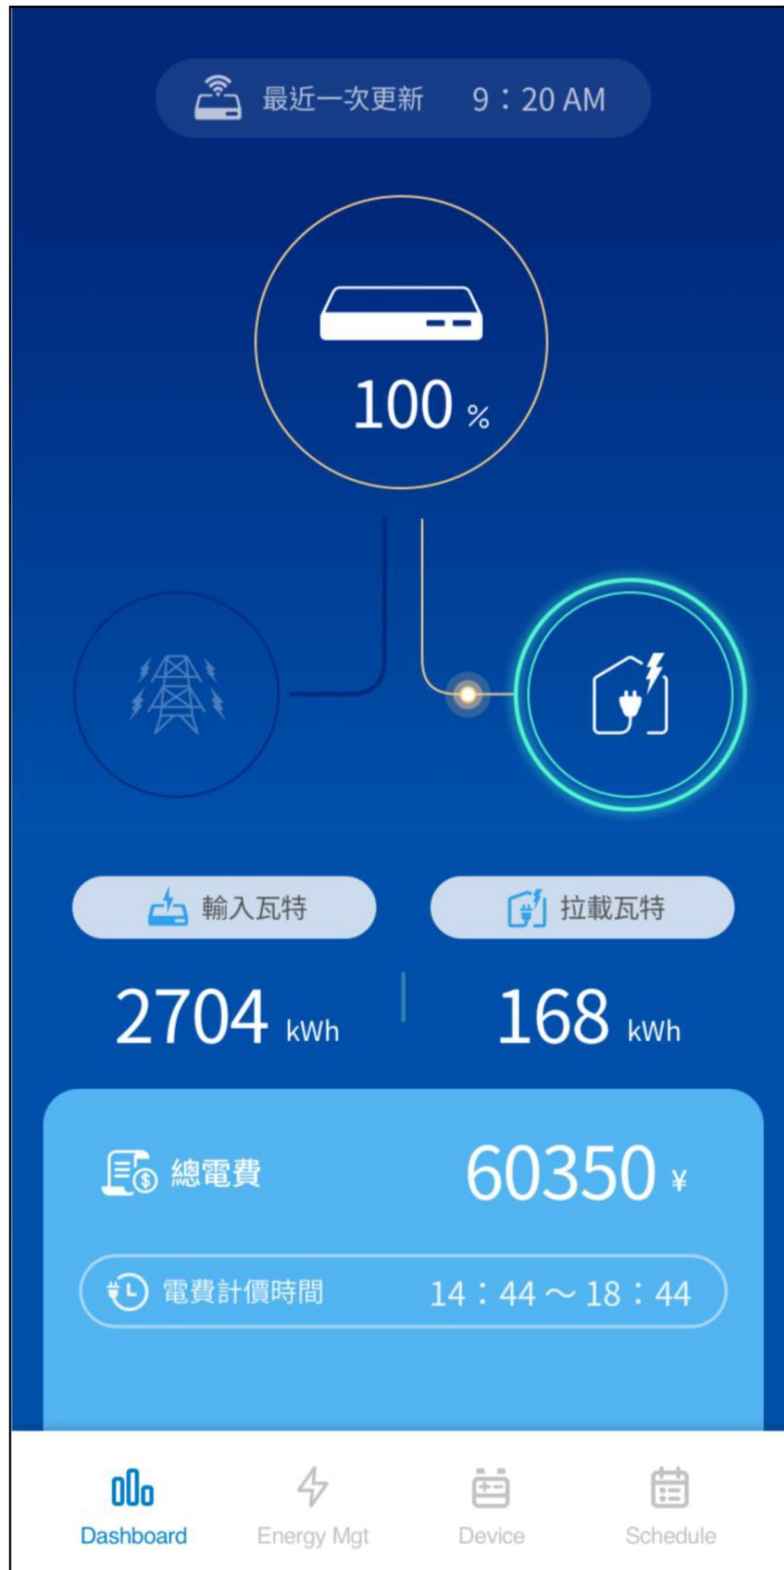 最近一次更新 9：20 AM
100 %
輸入瓦特 拉載瓦特
2704 kWh 168 kWh
總電費 60350 ¥
電費計價時間 14：44～18：44
Dashboard Energy Mgt Device Schedule